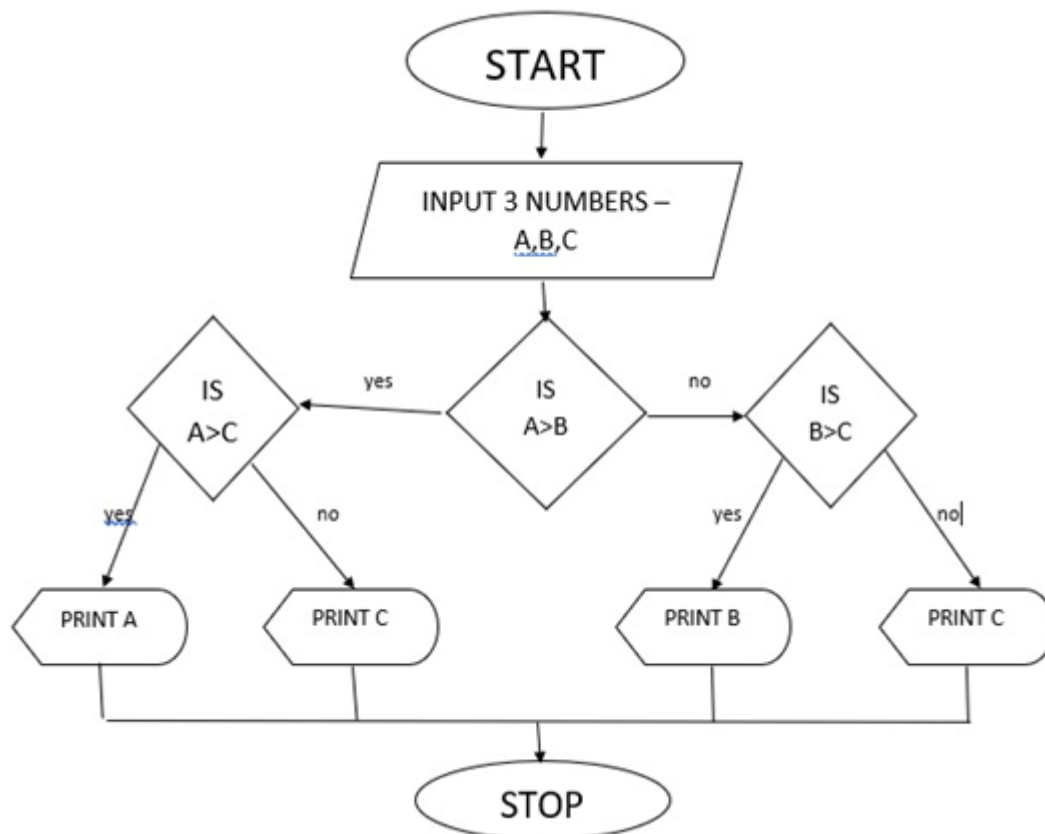 START
INPUT 3 NUMBERS –
A,B,C
IS
A>C
yes
IS
A>B
no
IS
B>C
yes
no
yes
no
PRINT A
PRINT C
PRINT B
PRINT C
STOP